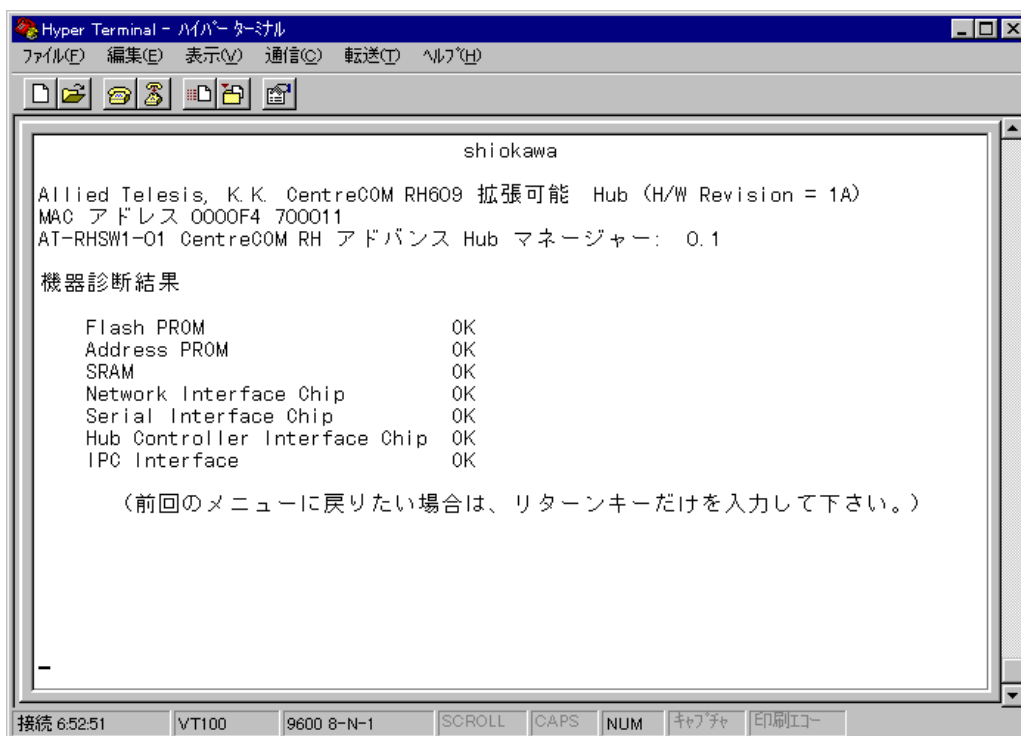 Hyper Terminal - ﾊｲﾊﾟｰ ﾀｰﾐﾅﾙ
ﾌｧｲﾙ(F) 編集(E) 表示(V) 通信(C) 転送(T) ﾍﾙﾌﾟ(H)
shiokawa
Allied Telesis, K.K. CentreCOM RH609 拡張可能 Hub (H/W Revision = 1A)
MAC アドレス 0000F4 700011
AT-RHSW1-01 CentreCOM RH アドバンス Hub マネージャー: 0.1
機器診断結果
Flash PROM OK
Address PROM OK
SRAM OK
Network Interface Chip OK
Serial Interface Chip OK
Hub Controller Interface Chip OK
IPC Interface OK
(前回のメニューに戻りたい場合は、リターンキーだけを入力して下さい。)
接続 6:52:51 VT100 9600 8-N-1 SCROLL CAPS NUM ｷｬﾌﾟﾁｬ 印刷ｴｺｰ